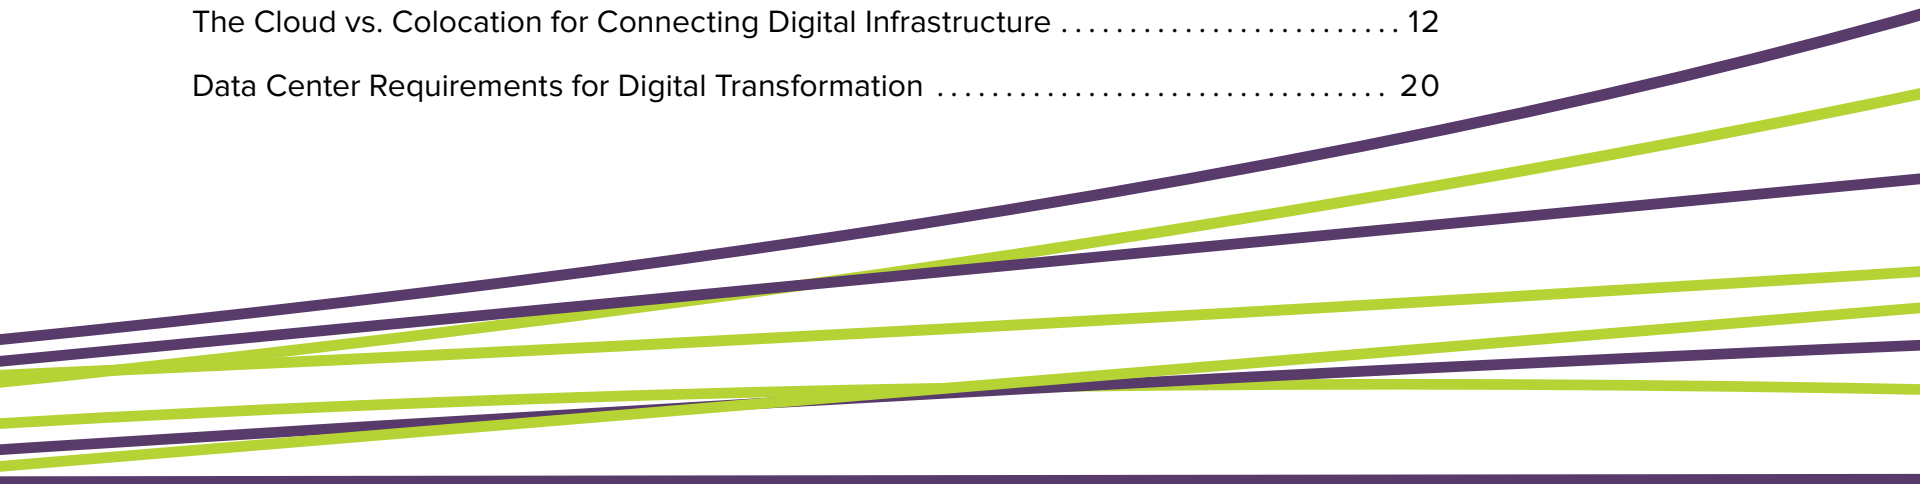 The Cloud vs. Colocation for Connecting Digital Infrastructure ......................... 12
Data Center Requirements for Digital Transformation ................................. 20